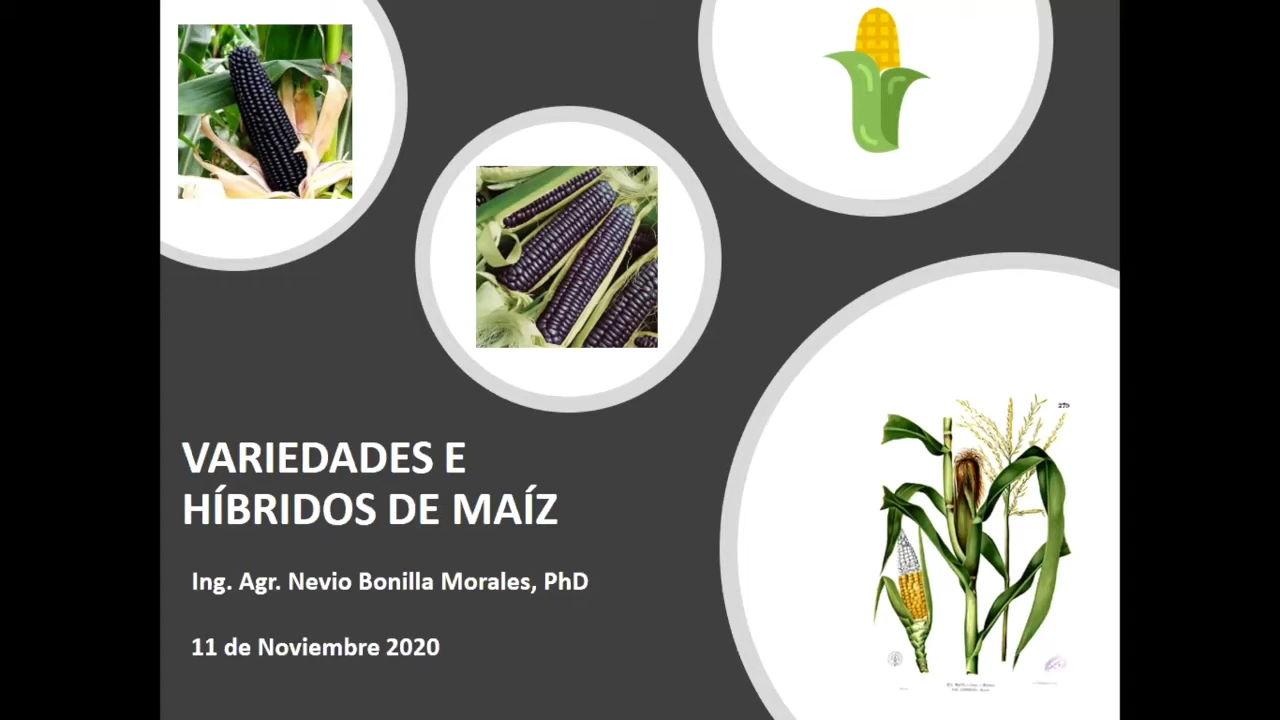 VARIEDADES E
HÍBRIDOS DE MAÍZ
Ing. Agr. Nevio Bonilla Morales, PhD
11 de Noviembre 2020